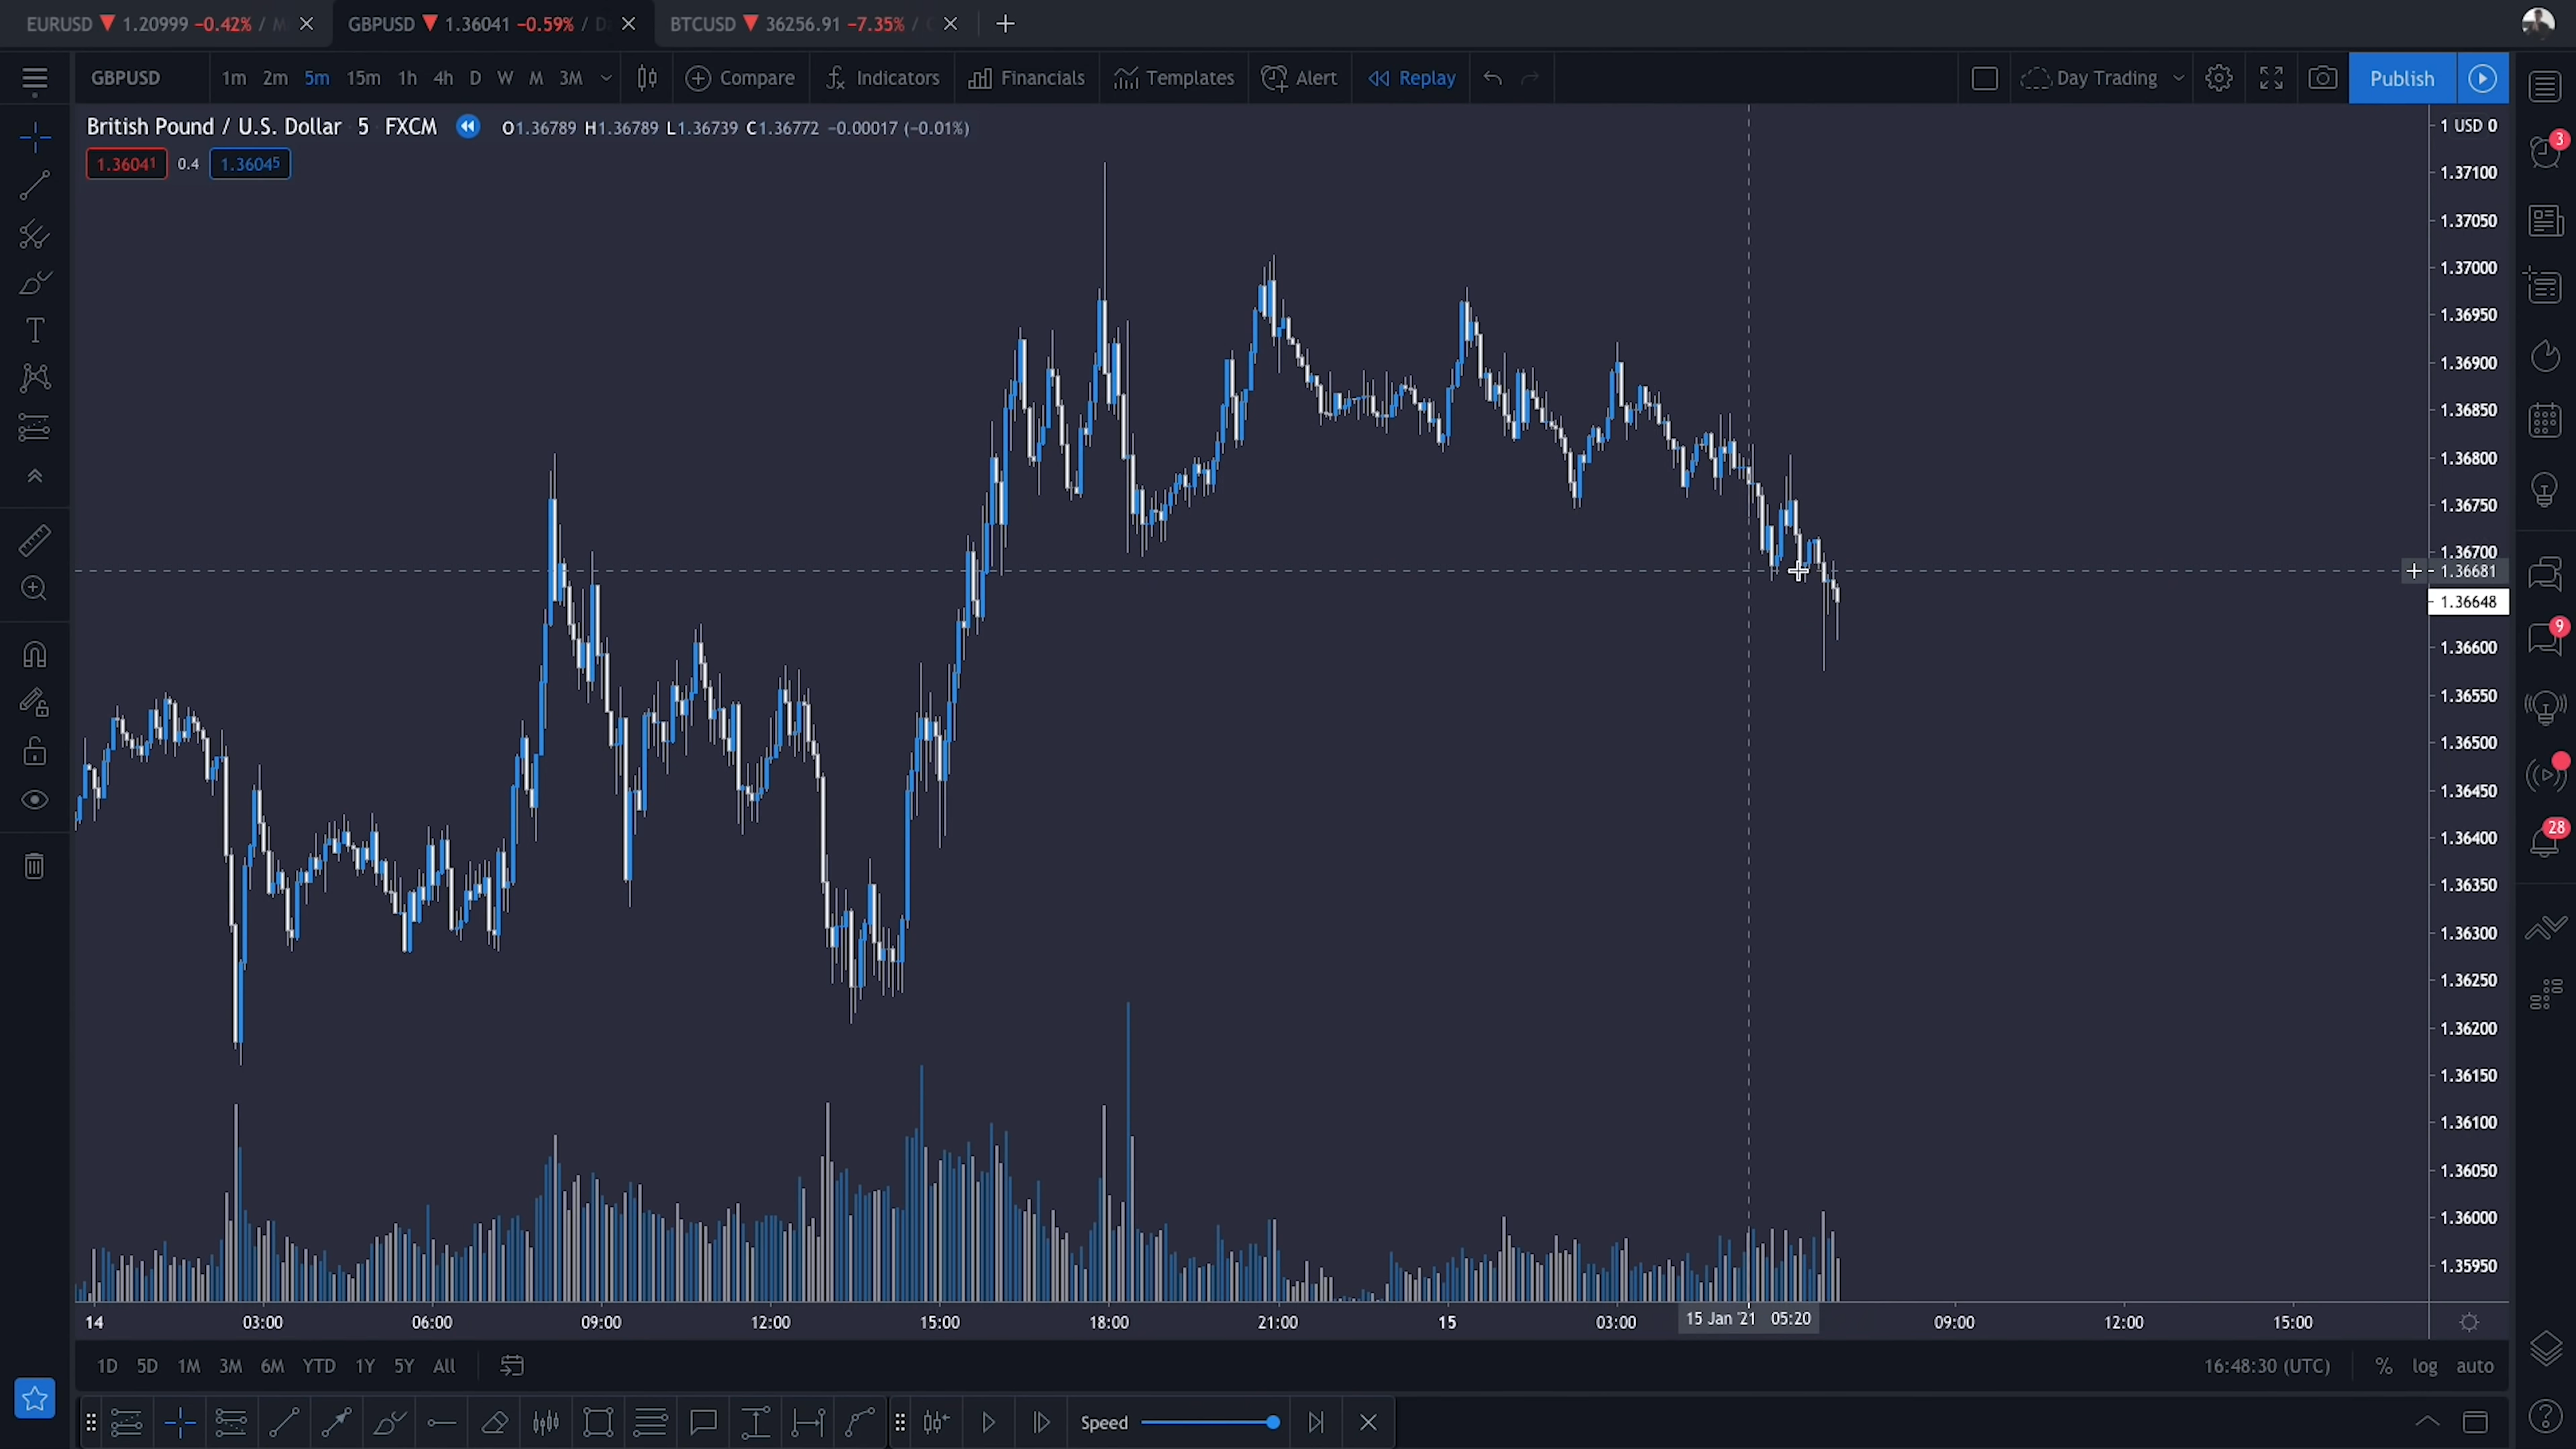 EURUSD ▼ 1.20999 −0.42% /
GBPUSD ▼ 1.36041 −0.59% / D
BTCUSD ▼ 36256.91 −7.35% /
GBPUSD 1m 2m 5m 15m 1h 4h D W M 3M Compare Indicators Financials Templates Alert Replay Day Trading Publish
British Pound / U.S. Dollar 5 FXCM O1.36789 H1.36789 L1.36739 C1.36772 −0.00017 (−0.01%)
1.36041 0.4 1.36045
1 USD 0
1.37100
1.37050
1.37000
1.36950
1.36900
1.36850
1.36800
1.36750
1.36700
1.36681
1.36648
1.36600
1.36550
1.36500
1.36450
1.36400
1.36350
1.36300
1.36250
1.36200
1.36150
1.36100
1.36050
1.36000
1.35950
3
9
28
14 03:00 06:00 09:00 12:00 15:00 18:00 21:00 15 03:00 15 Jan '21 05:20 09:00 12:00 15:00
1D 5D 1M 3M 6M YTD 1Y 5Y All 16:48:30 (UTC) % log auto
Speed